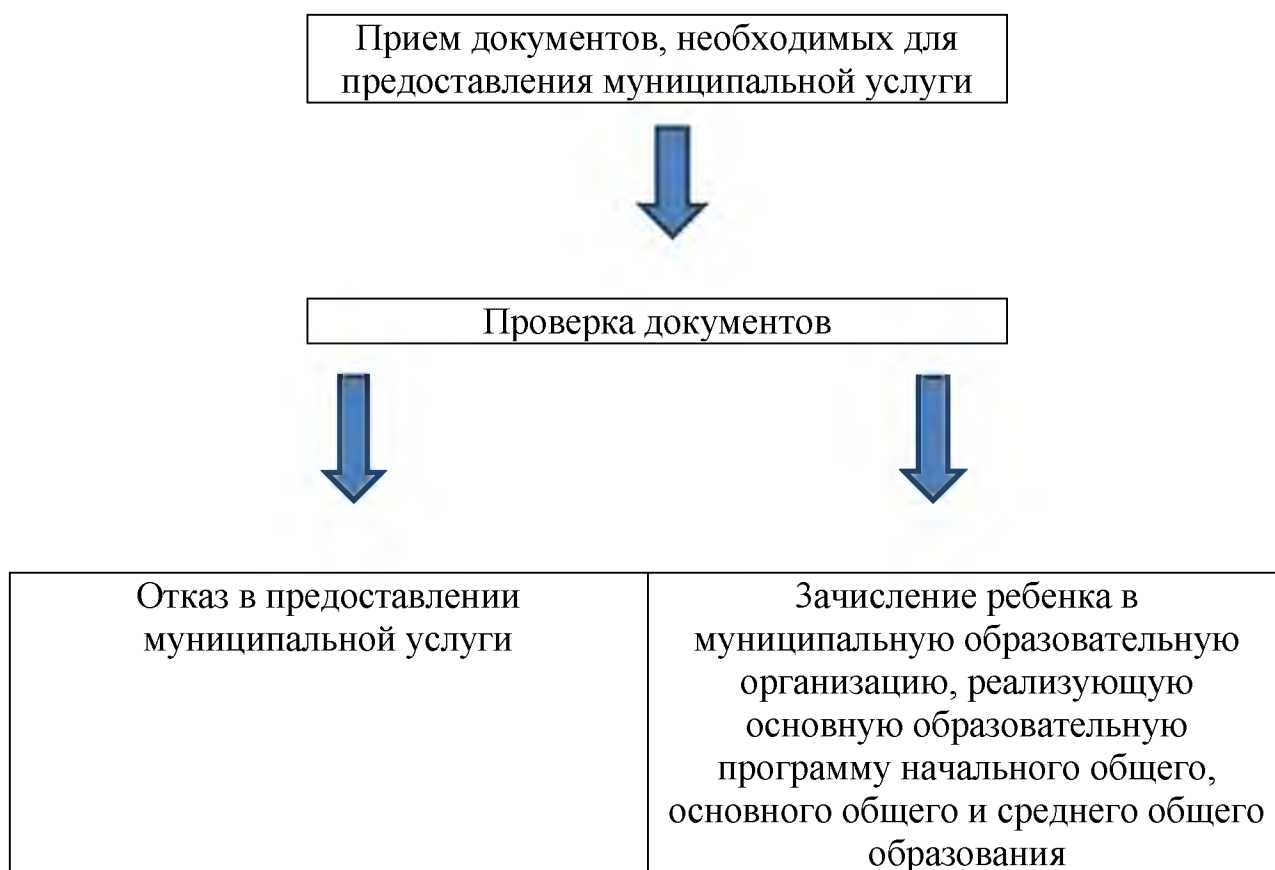 Прием документов, необходимых для
предоставления муниципальной услуги
Проверка документов
Отказ в предоставлении
муниципальной услуги
Зачисление ребенка в
муниципальную образовательную
организацию, реализующую
основную образовательную
программу начального общего,
основного общего и среднего общего
образования